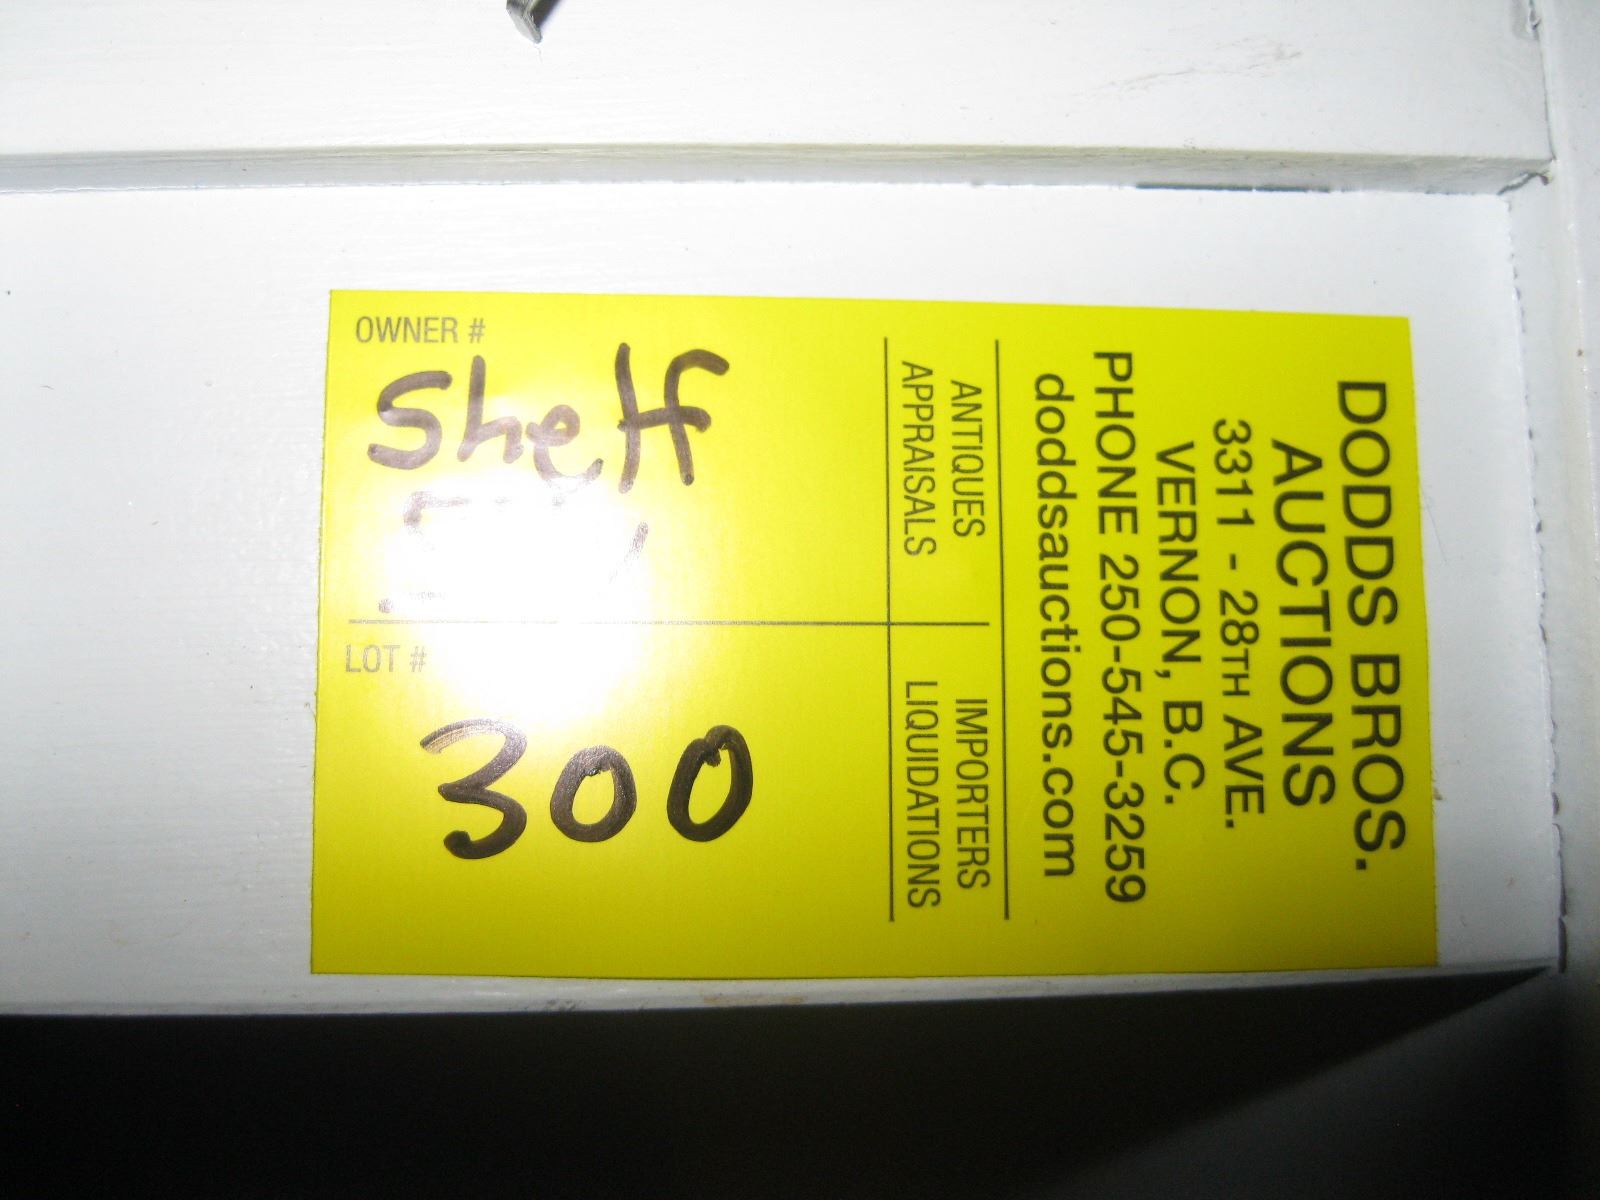 DODDS BROS.
AUCTIONS
3311 - 28TH AVE.
VERNON, B.C.
PHONE 250-545-3259
doddsauctions.com
ANTIQUES
APPRAISALS
IMPORTERS
LIQUIDATIONS
OWNER #
Shelf
LOT #
300